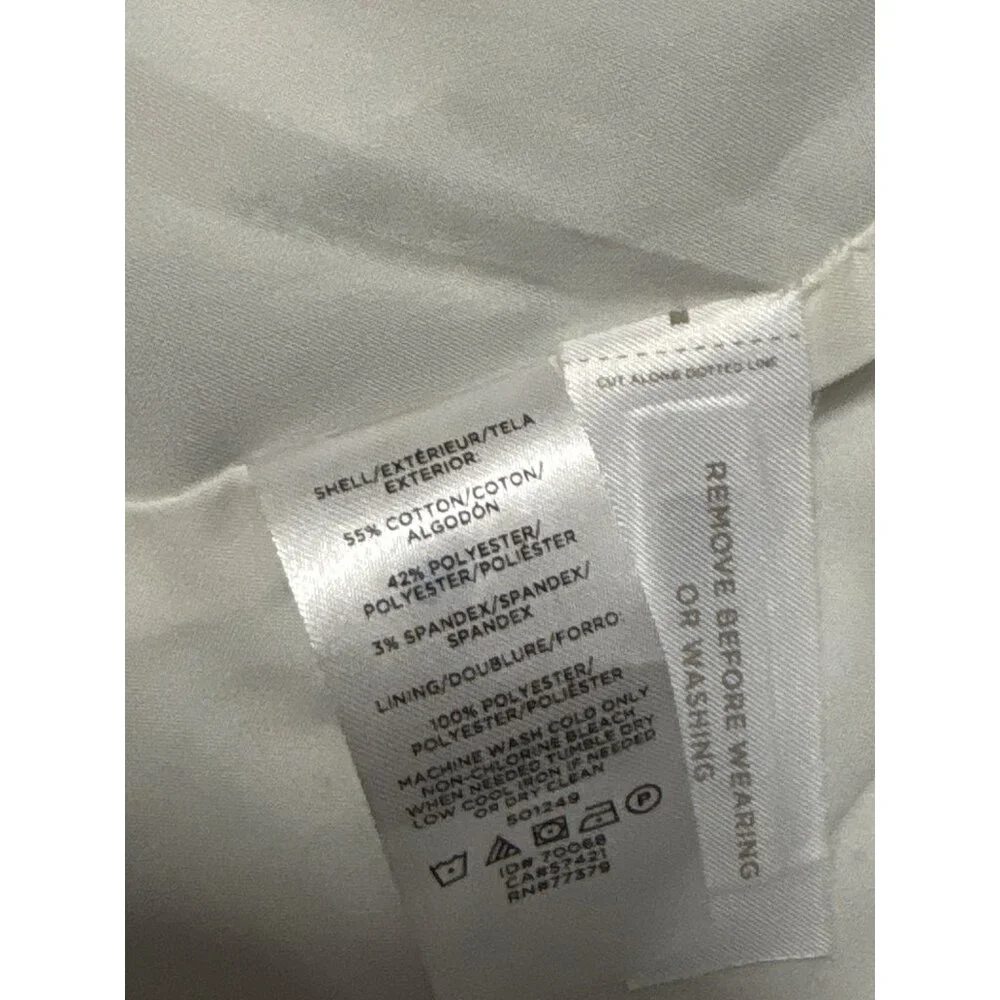 SHELL/EXTÉRIEUR/TELA
EXTERIOR:
55% COTTON/COTON/
ALGODÓN
42% POLYESTER/
POLYESTER/POLIÉSTER
3% SPANDEX/SPANDEX/
SPANDEX
LINING/DOUBLURE/FORRO:
100% POLYESTER/
POLYESTER/POLIÉSTER
MACHINE WASH COLD ONLY
NON-CHLORINE BLEACH
WHEN NEEDED TUMBLE DRY
LOW COOL IRON IF NEEDED
OR DRY CLEAN
501249
P
ID# 70068
CA#57421
RN#77379
CUT ALONG DOTTED LINE
REMOVE BEFORE WEARING
OR WASHING